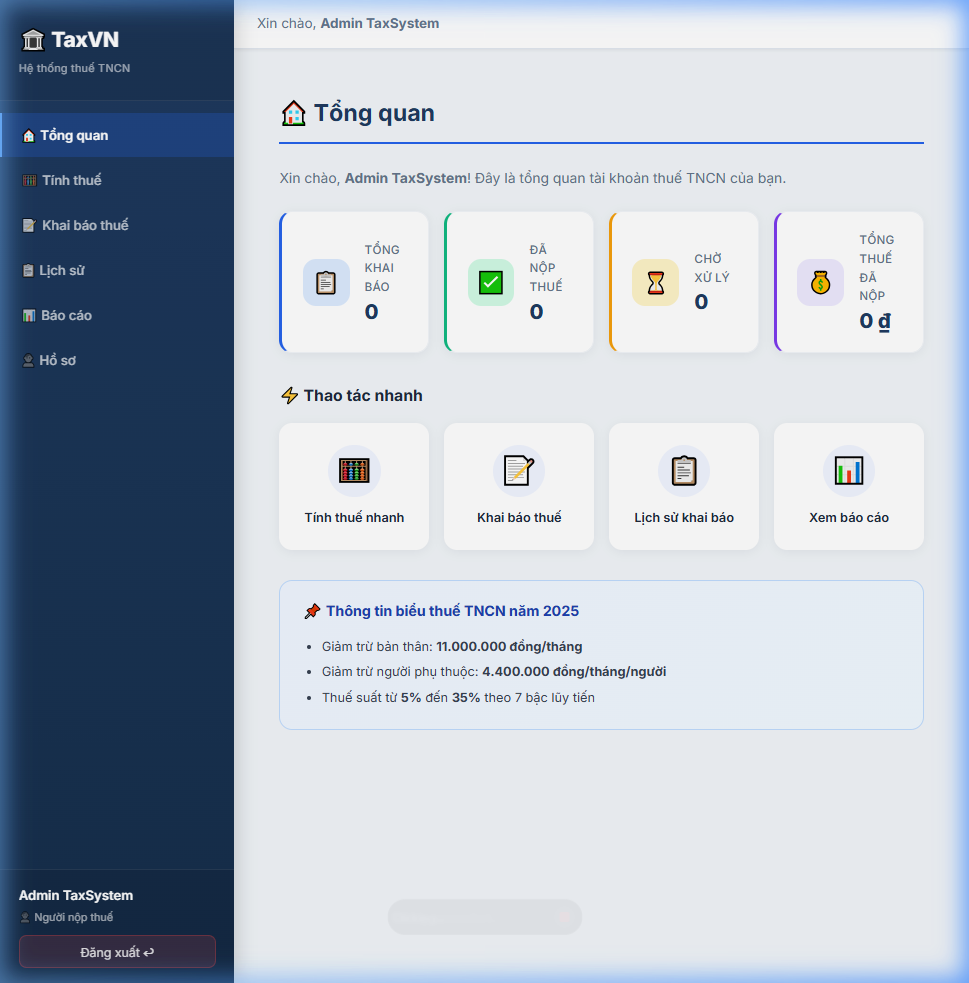 TaxVN
Hệ thống thuế TNCN
Tổng quan
Tính thuế
Khai báo thuế
Lịch sử
Báo cáo
Hồ sơ
Admin TaxSystem
Người nộp thuế
Đăng xuất ↩
Xin chào, Admin TaxSystem
Tổng quan
Xin chào, Admin TaxSystem! Đây là tổng quan tài khoản thuế TNCN của bạn.
TỔNG
KHAI
BÁO
0
ĐÃ
NỘP
THUẾ
0
CHỜ
XỬ LÝ
0
TỔNG
THUẾ
ĐÃ
NỘP
0 ₫
Thao tác nhanh
Tính thuế nhanh
Khai báo thuế
Lịch sử khai báo
Xem báo cáo
Thông tin biểu thuế TNCN năm 2025
• Giảm trừ bản thân: 11.000.000 đồng/tháng
• Giảm trừ người phụ thuộc: 4.400.000 đồng/tháng/người
• Thuế suất từ 5% đến 35% theo 7 bậc lũy tiến